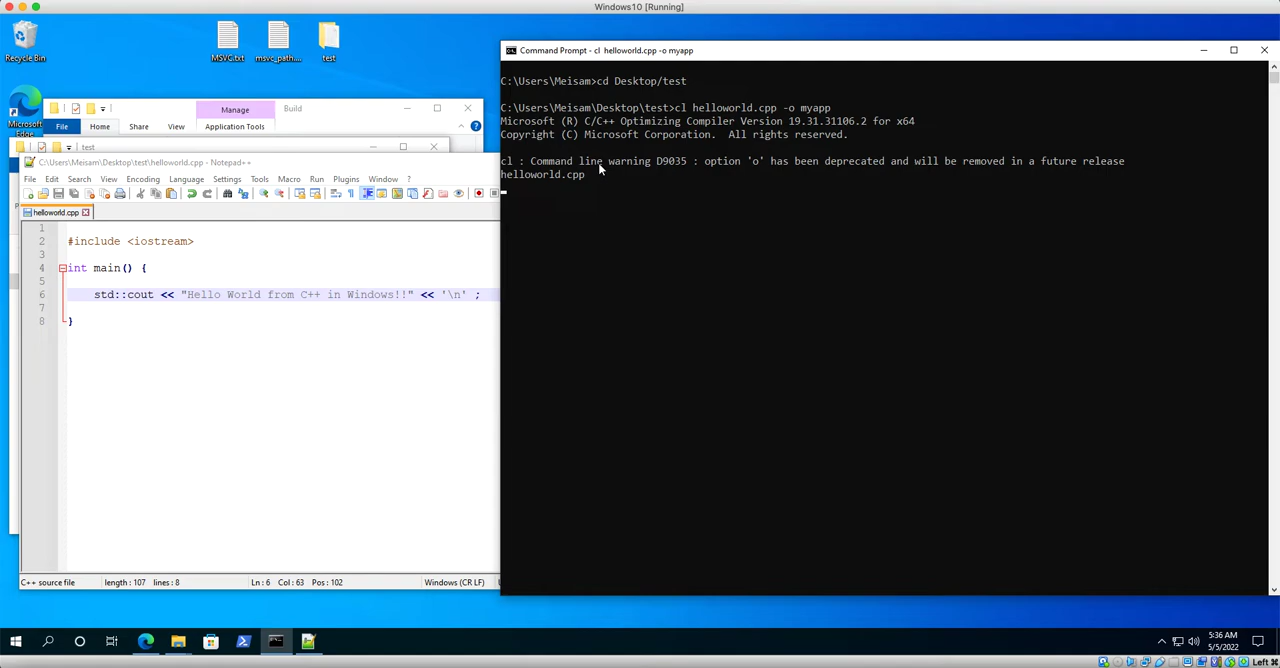 Windows10 [Running]
Recycle Bin
MSVC.txt
msvc_path....
test
Microsoft Edge
Manage
Build
File
Home
Share
View
Application Tools
test
C:\Users\Meisam\Desktop\test\helloworld.cpp - Notepad++
File Edit Search View Encoding Language Settings Tools Macro Run Plugins Window ?
helloworld.cpp
1
2 #include <iostream>
3
4 int main() {
5
6 std::cout << "Hello World from C++ in Windows!!" << '\n' ;
7
8 }
C++ source file length : 107 lines : 8 Ln : 6 Col : 63 Pos : 102 Windows (CR LF)
Command Prompt - cl helloworld.cpp -o myapp
C:\Users\Meisam>cd Desktop/test
C:\Users\Meisam\Desktop\test>cl helloworld.cpp -o myapp
Microsoft (R) C/C++ Optimizing Compiler Version 19.31.31106.2 for x64
Copyright (C) Microsoft Corporation.  All rights reserved.
cl : Command line warning D9035 : option 'o' has been deprecated and will be removed in a future release
helloworld.cpp
5:36 AM
5/5/2022
Left ⌘